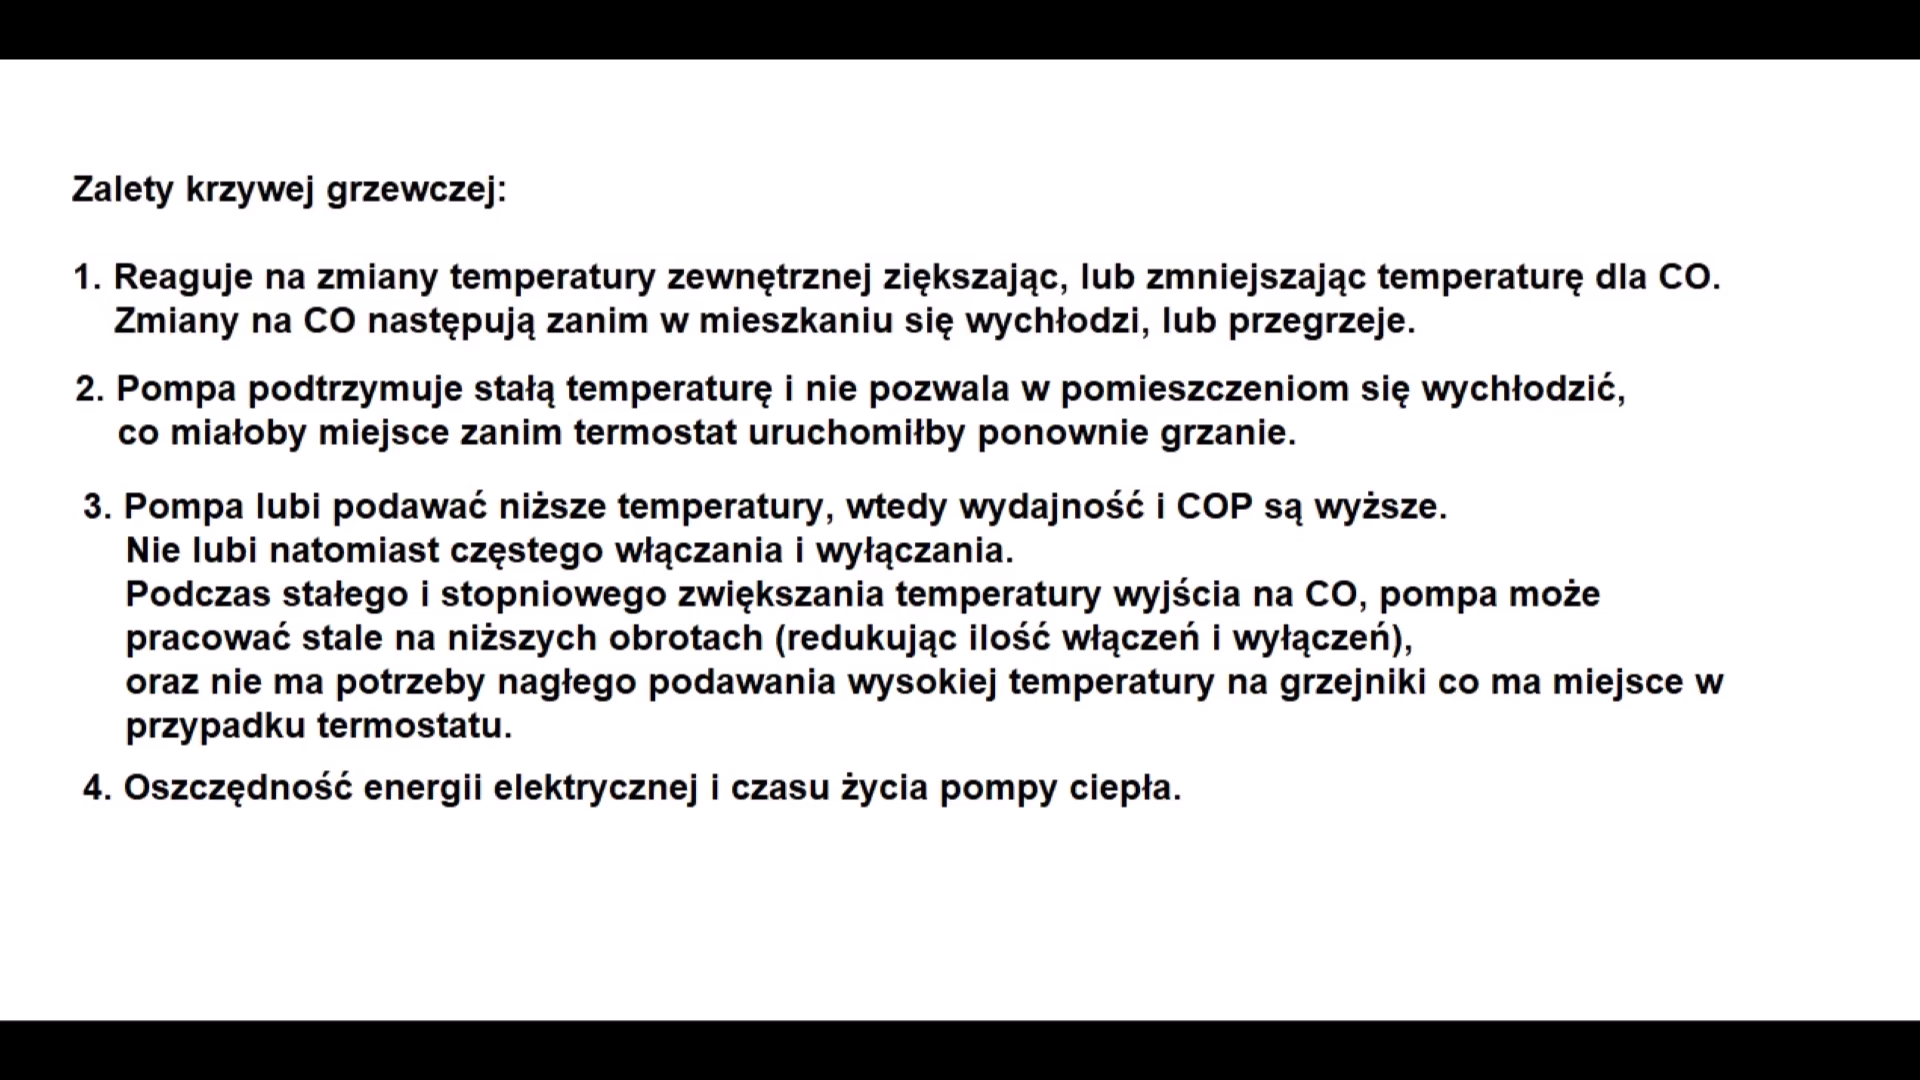 Zalety krzywej grzewczej:
1. Reaguje na zmiany temperatury zewnętrznej ziększając, lub zmniejszając temperaturę dla CO.
Zmiany na CO następują zanim w mieszkaniu się wychłodzi, lub przegrzeje.
2. Pompa podtrzymuje stałą temperaturę i nie pozwala w pomieszczeniom się wychłodzić,
co miałoby miejsce zanim termostat uruchomiłby ponownie grzanie.
3. Pompa lubi podawać niższe temperatury, wtedy wydajność i COP są wyższe.
Nie lubi natomiast częstego włączania i wyłączania.
Podczas stałego i stopniowego zwiększania temperatury wyjścia na CO, pompa może
pracować stale na niższych obrotach (redukując ilość włączeń i wyłączeń),
oraz nie ma potrzeby nagłego podawania wysokiej temperatury na grzejniki co ma miejsce w
przypadku termostatu.
4. Oszczędność energii elektrycznej i czasu życia pompy ciepła.